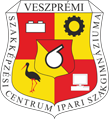 VESZPRÉMI
SZAKKÉPZÉSI CENTRUM IPARI SZAKGIMNÁZIUMA